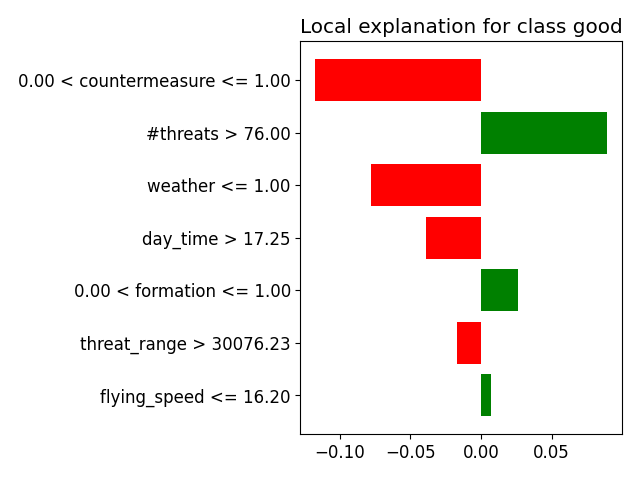 Local explanation for class good
0.00 < countermeasure <= 1.00
#threats > 76.00
weather <= 1.00
day_time > 17.25
0.00 < formation <= 1.00
threat_range > 30076.23
flying_speed <= 16.20
−0.10 −0.05 0.00 0.05